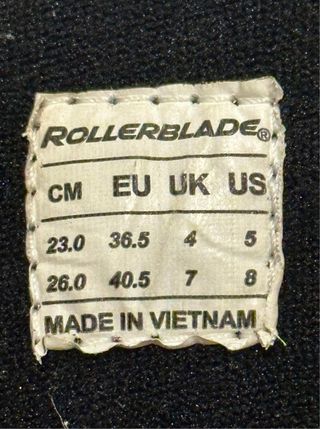 ROLLERBLADE®
CM EU UK US
23.0 36.5 4 5
26.0 40.5 7 8
MADE IN VIETNAM